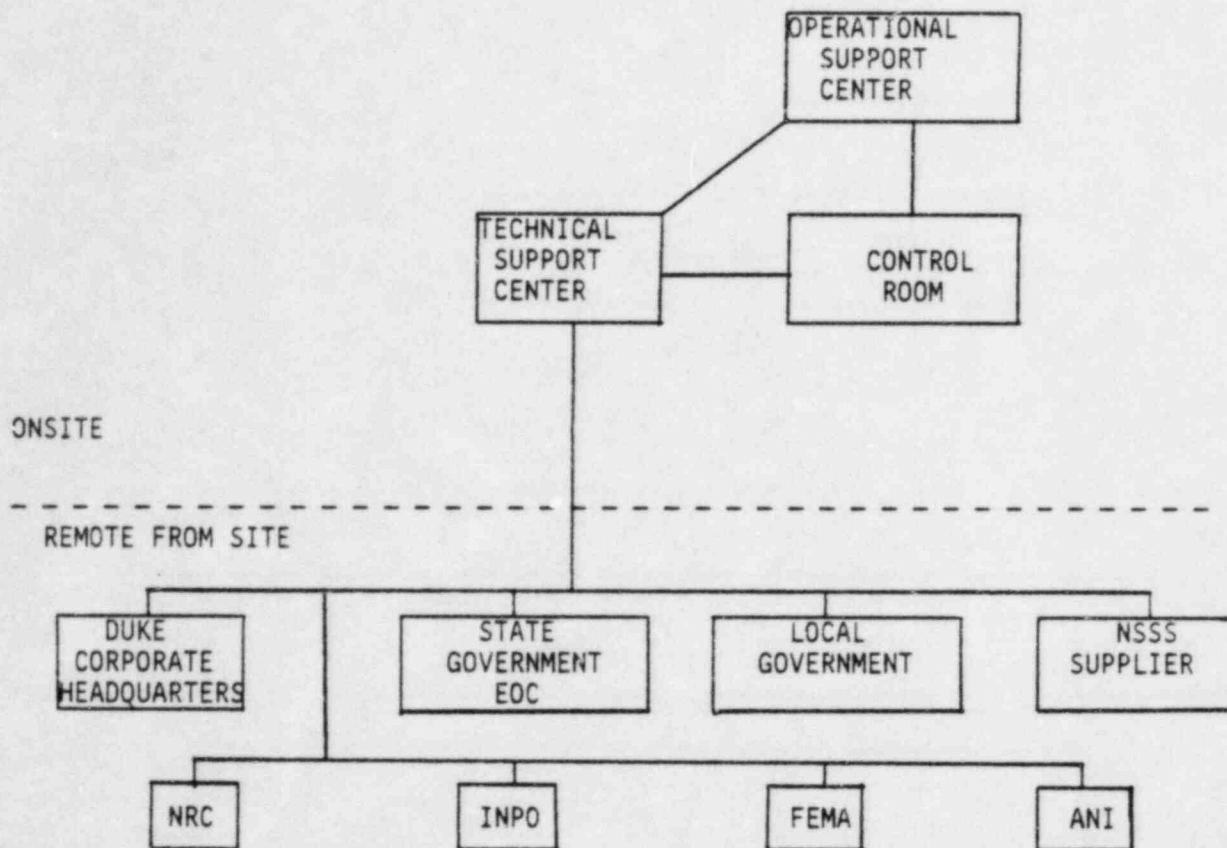 OPERATIONAL
SUPPORT
CENTER
TECHNICAL
SUPPORT
CENTER
CONTROL
ROOM
ONSITE
REMOTE FROM SITE
DUKE
CORPORATE
HEADQUARTERS
STATE
GOVERNMENT
EOC
LOCAL
GOVERNMENT
NSSS
SUPPLIER
NRC
INPO
FEMA
ANI